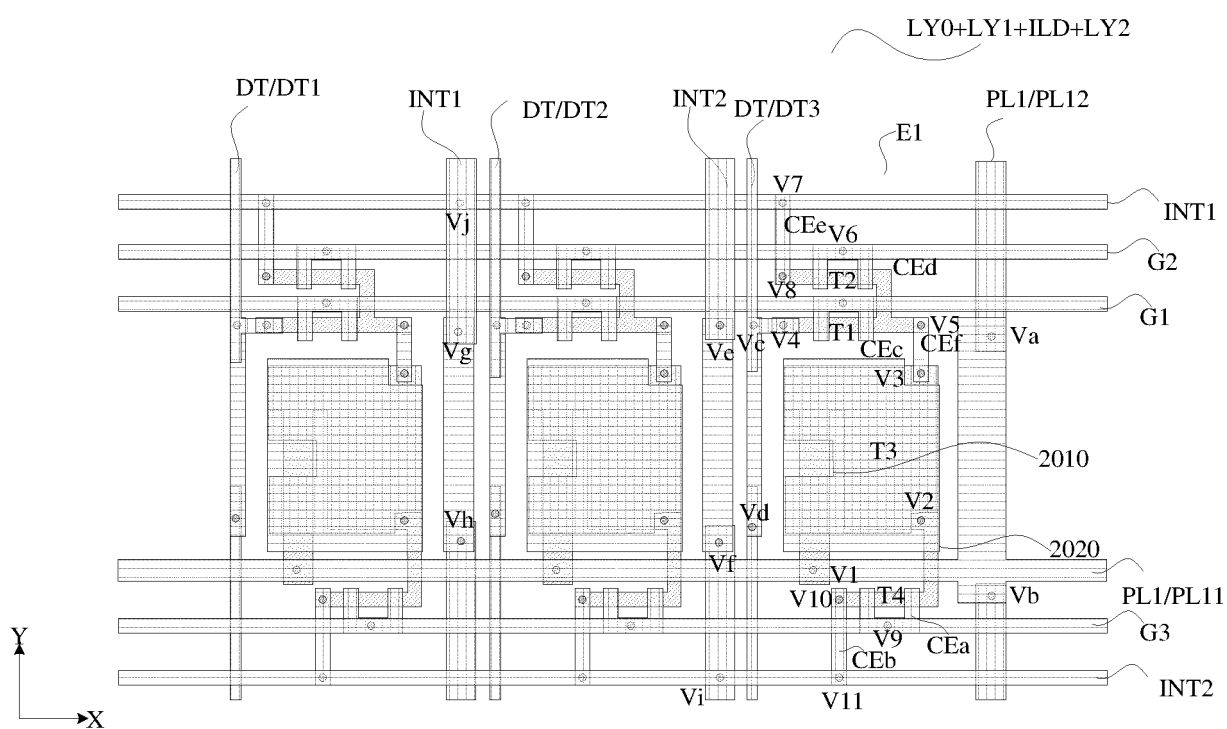 LY0+LY1+ILD+LY2
DT/DT1
INT1
DT/DT2
INT2
DT/DT3
PL1/PL12
E1
V7
INT1
Vj
CEe
V6
G2
CEd
T2
V8
G1
Vg
Ve
Vc
V4
T1
V5
CEf
Va
CEc
V3
T3
2010
V2
Vh
Vd
Vf
2020
V1
PL1/PL11
V10
T4
Vb
G3
V9
CEa
Y
CEb
INT2
Vi
V11
X